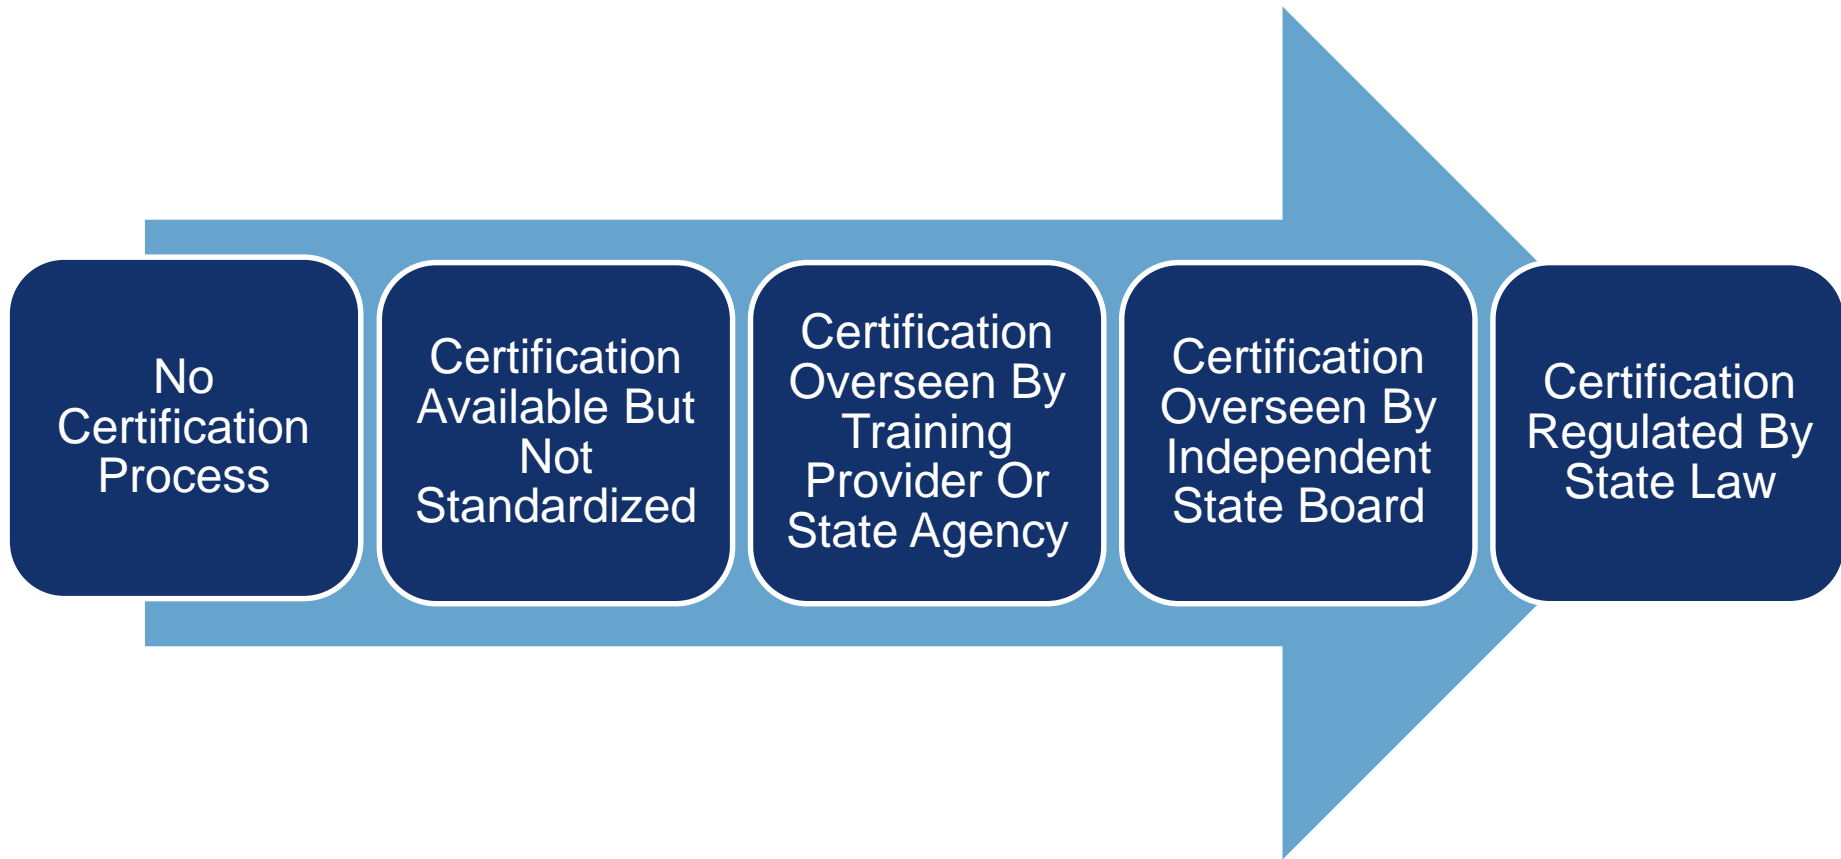 No
Certification
Process
Certification
Available But
Not
Standardized
Certification
Overseen By
Training
Provider Or
State Agency
Certification
Overseen By
Independent
State Board
Certification
Regulated By
State Law